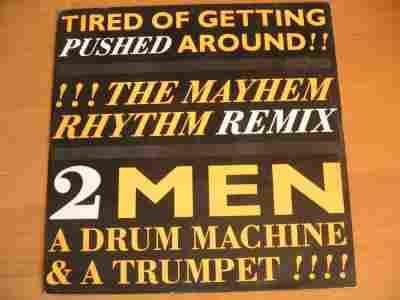 TIRED OF GETTING
PUSHED AROUND!!
!!! THE MAYHEM
RHYTHM REMIX
2 MEN
A DRUM MACHINE
& A TRUMPET !!!!